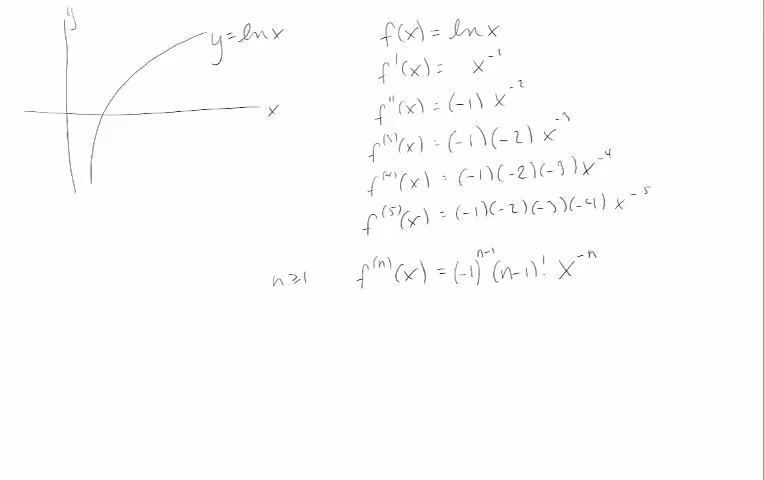 y
y = ln x
x
f(x) = ln x
f'(x) = x^{-1}
f''(x) = (-1) x^{-2}
f^{(3)}(x) = (-1)(-2) x^{-3}
f^{(4)}(x) = (-1)(-2)(-3) x^{-4}
f^{(5)}(x) = (-1)(-2)(-3)(-4) x^{-5}
n ≥ 1 f^{(n)}(x) = (-1)^{n-1} (n-1)! x^{-n}